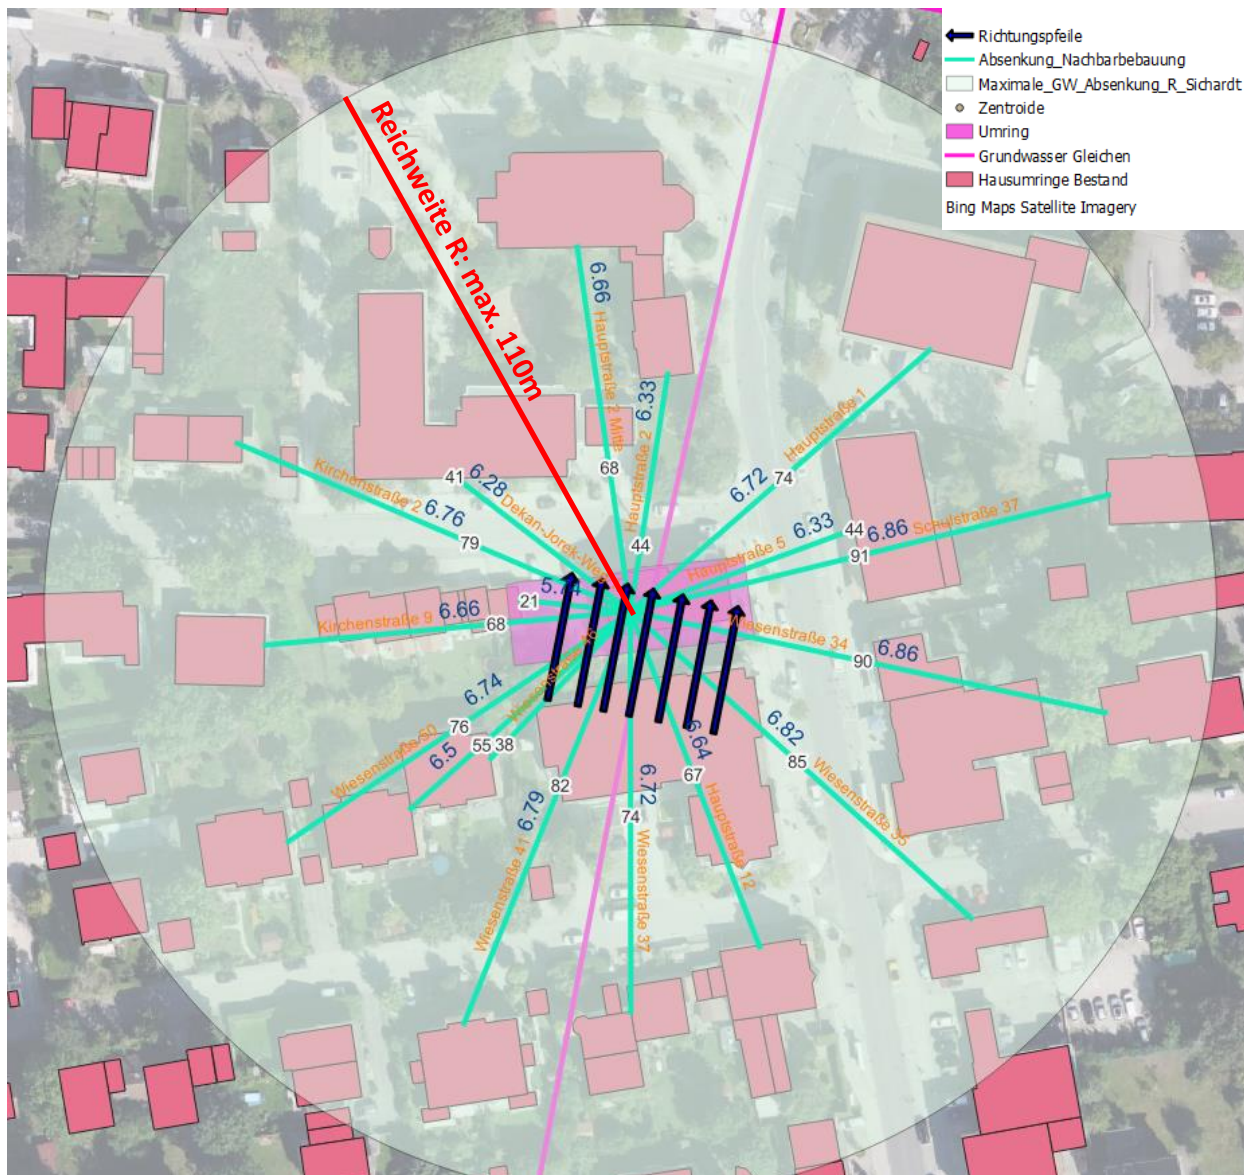 Richtungspfeile
Absenkung_Nachbarbebauung
Maximale_GW_Absenkung_R_Sichardt
Zentroide
Umring
Grundwasser Gleichen
Hausumringe Bestand
Bing Maps Satellite Imagery
Reichweite R: max. 110m
6.66
Hauptstraße 2 Mitte
68
6.33
Hauptstraße 2
44
Hauptstraße 1
6.72
74
Kirchenstraße 2
6.76
79
41
6.28
Dekan-Jorek-Weg
Hauptstraße 5
6.33
44
6.86
Schulstraße 37
91
5.74
21
Kirchenstraße 9
6.66
68
Wiesenstraße 34
90
6.86
6.74
76
Wiesenstraße 50
6.5
55
38
6.79
82
Wiesenstraße 41
6.72
74
Wiesenstraße 37
6.64
67
Hauptstraße 12
6.82
85
Wiesenstraße 35